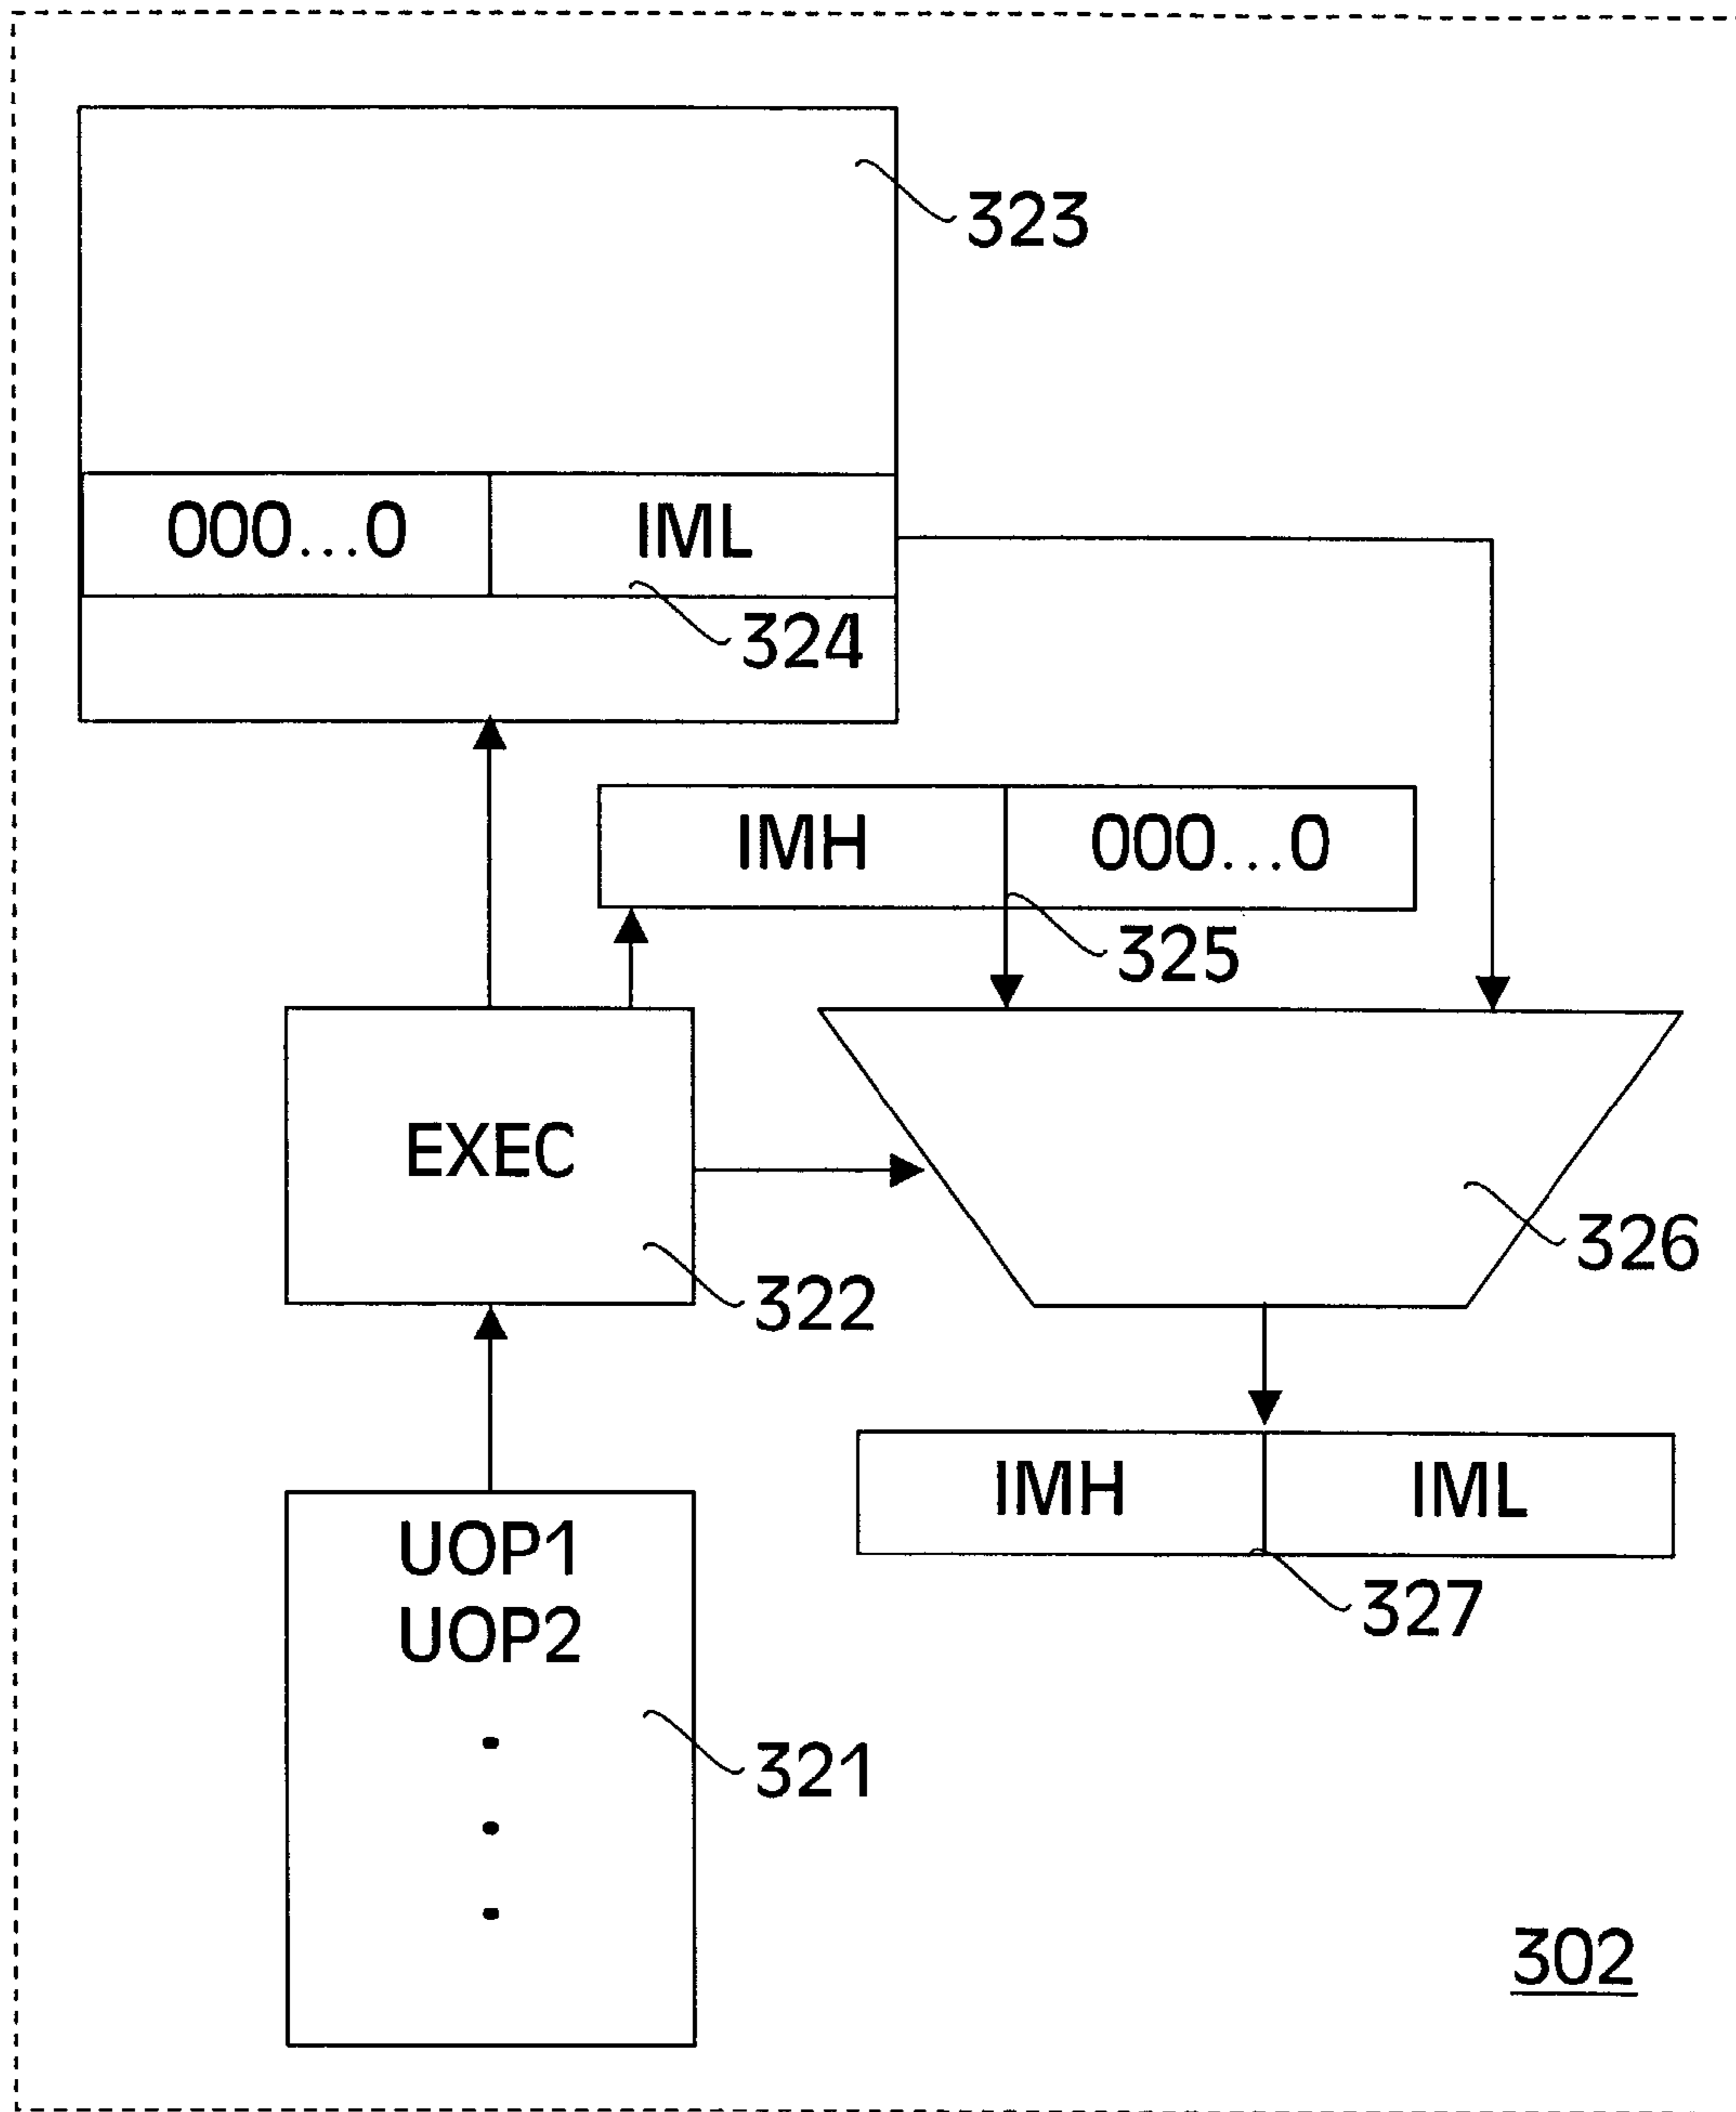 323
000...0 IML
324
IMH 000...0
325
EXEC
326
322
IMH IML
UOP1
327
UOP2
321
302